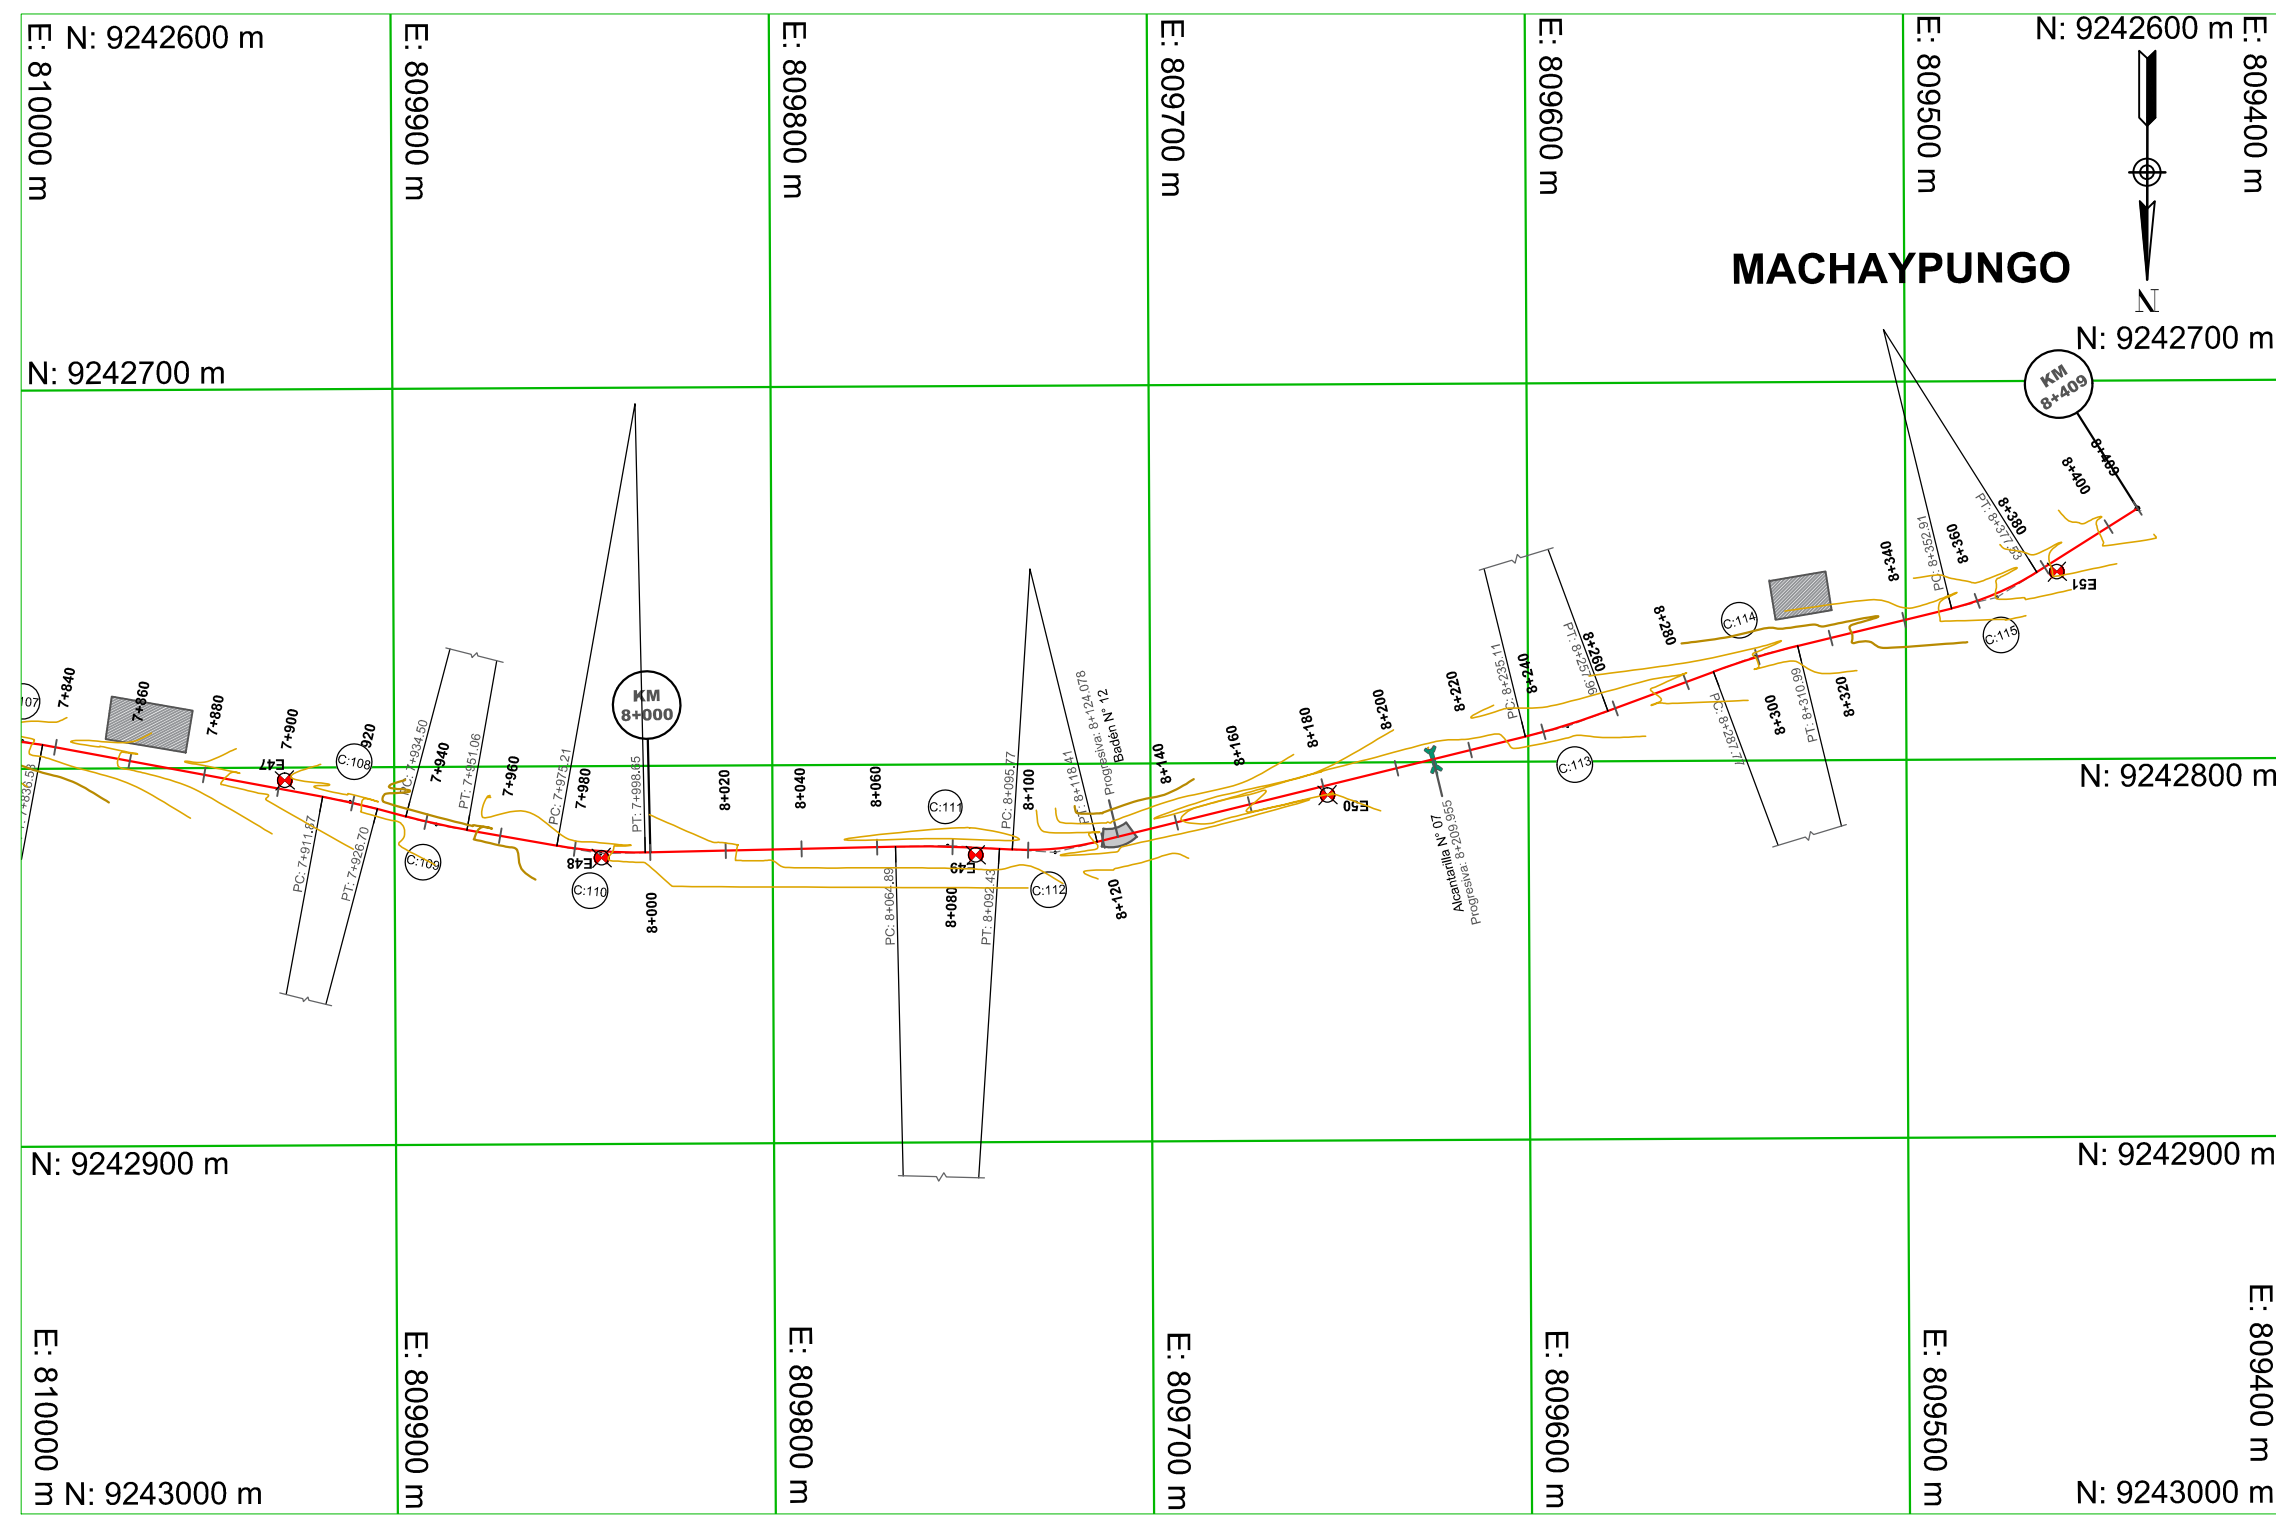 E: 810000 m
N: 9242600 m
E: 809900 m
E: 809800 m
E: 809700 m
E: 809600 m
E: 809500 m
N: 9242600 m
E: 809400 m
N
MACHAYPUNGO
N: 9242700 m
N: 9242700 m
KM
8+409
8+409
8+400
8+380
PT: 8+377.53
8+360
PC: 8+352.91
8+340
E51
C:115
C:114
8+320
PT: 8+310.99
8+300
PC: 8+287.77
8+280
8+260
PT: 8+257.96
8+240
PC: 8+235.11
C:113
8+220
Alcantarilla N° 07
Progresiva: 8+209.955
8+200
E50
8+180
8+160
8+140
Badén N° 12
Progresiva: 8+124.078
8+120
PT: 8+118.41
C:112
8+100
PC: 8+095.77
PT: 8+092.43
E49
8+080
C:111
PC: 8+064.89
8+060
8+040
8+020
KM
8+000
8+000
PT: 7+998.65
E48
C:110
7+980
PC: 7+975.21
7+960
PT: 7+951.06
7+940
PC: 7+934.50
C:109
PT: 7+926.70
920
C:108
PC: 7+911.87
7+900
E47
7+880
7+860
7+840
: 7+836.53
107
N: 9242800 m
N: 9242900 m
N: 9242900 m
E: 810000 m
N: 9243000 m
E: 809900 m
E: 809800 m
E: 809700 m
E: 809600 m
E: 809500 m
E: 809400 m
N: 9243000 m